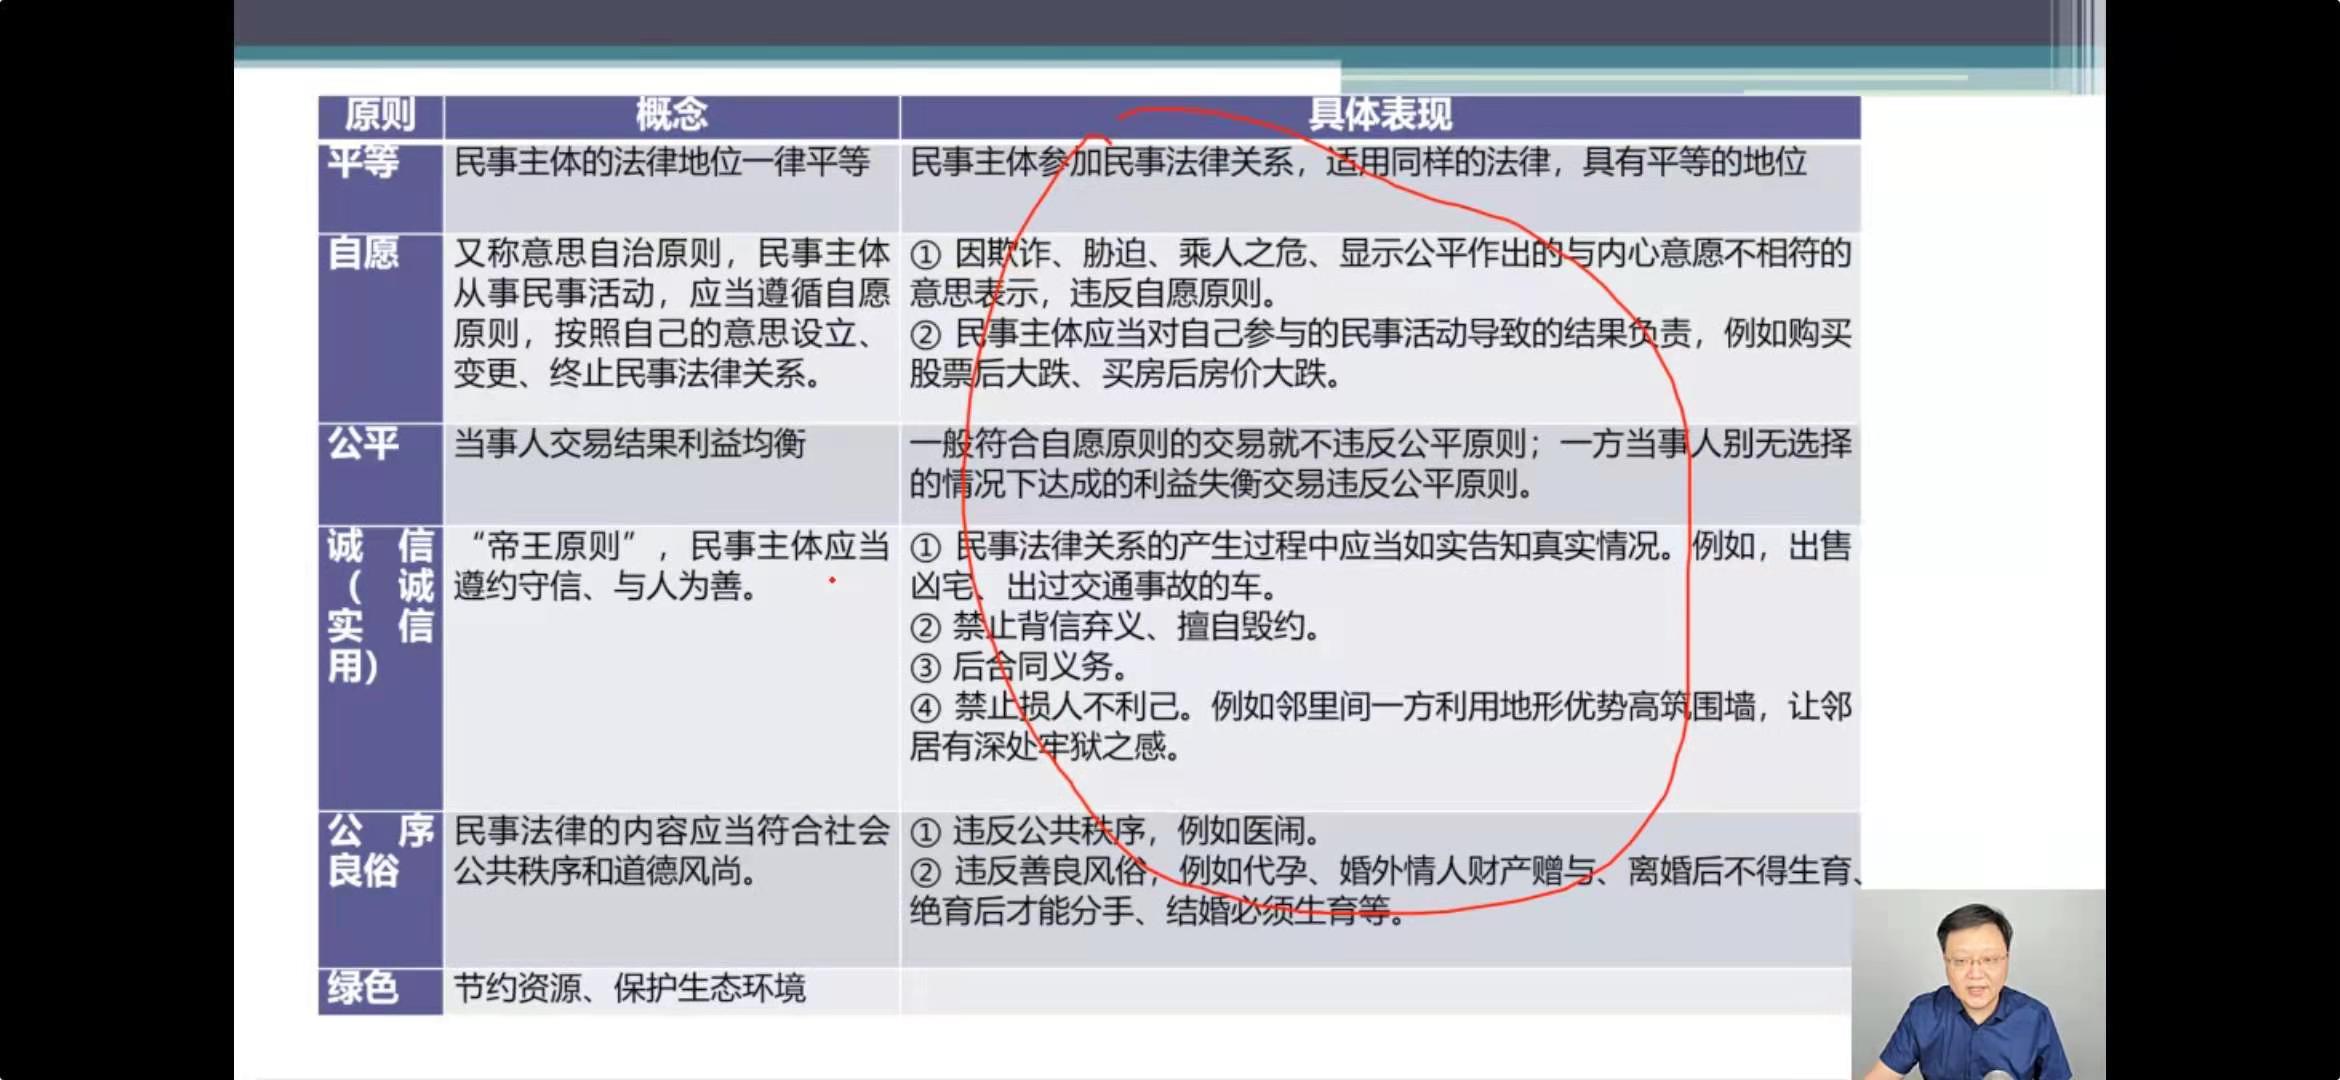 原则 概念 具体表现
平等 民事主体的法律地位一律平等 民事主体参加民事法律关系，适用同样的法律，具有平等的地位
自愿 又称意思自治原则，民事主体 ① 因欺诈、胁迫、乘人之危、显示公平作出的与内心意愿不相符的
从事民事活动，应当遵循自愿 意思表示，违反自愿原则。
原则，按照自己的意思设立、 ② 民事主体应当对自己参与的民事活动导致的结果负责，例如购买
变更、终止民事法律关系。 股票后大跌、买房后房价大跌。
公平 当事人交易结果利益均衡 一般符合自愿原则的交易就不违反公平原则；一方当事人别无选择
的情况下达成的利益失衡交易违反公平原则。
诚信 “帝王原则”，民事主体应当 ① 民事法律关系的产生过程中应当如实告知真实情况。例如，出售
（诚 遵约守信、与人为善。 凶宅、出过交通事故的车。
实信 ② 禁止背信弃义、擅自毁约。
用） ③ 后合同义务。
④ 禁止损人不利己。例如邻里间一方利用地形优势高筑围墙，让邻
居有深处牢狱之感。
公序 民事法律的内容应当符合社会 ① 违反公共秩序，例如医闹。
良俗 公共秩序和道德风尚。 ② 违反善良风俗，例如代孕、婚外情人财产赠与、离婚后不得生育、
绝育后才能分手、结婚必须生育等。
绿色 节约资源、保护生态环境